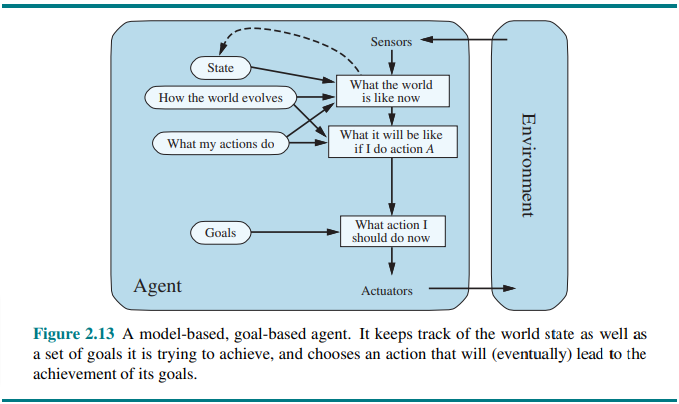 Sensors
State
What the world
is like now
How the world evolves
What it will be like
if I do action A
What my actions do
Environment
What action I
should do now
Goals
Agent
Actuators
Figure 2.13 A model-based, goal-based agent. It keeps track of the world state as well as
a set of goals it is trying to achieve, and chooses an action that will (eventually) lead to the
achievement of its goals.